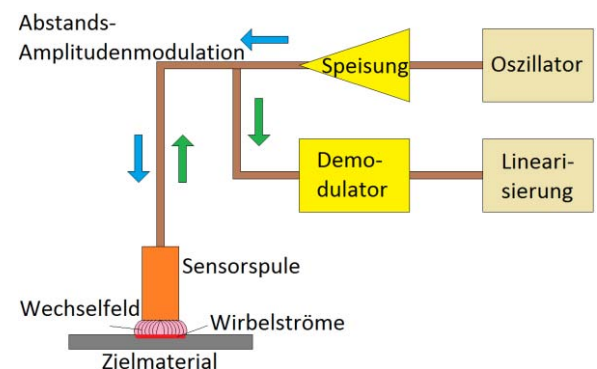 Abstands-
Amplitudenmodulation
Speisung
Oszillator
Demo-
dulator
Lineari-
sierung
Sensorspule
Wechselfeld
Wirbelströme
Zielmaterial